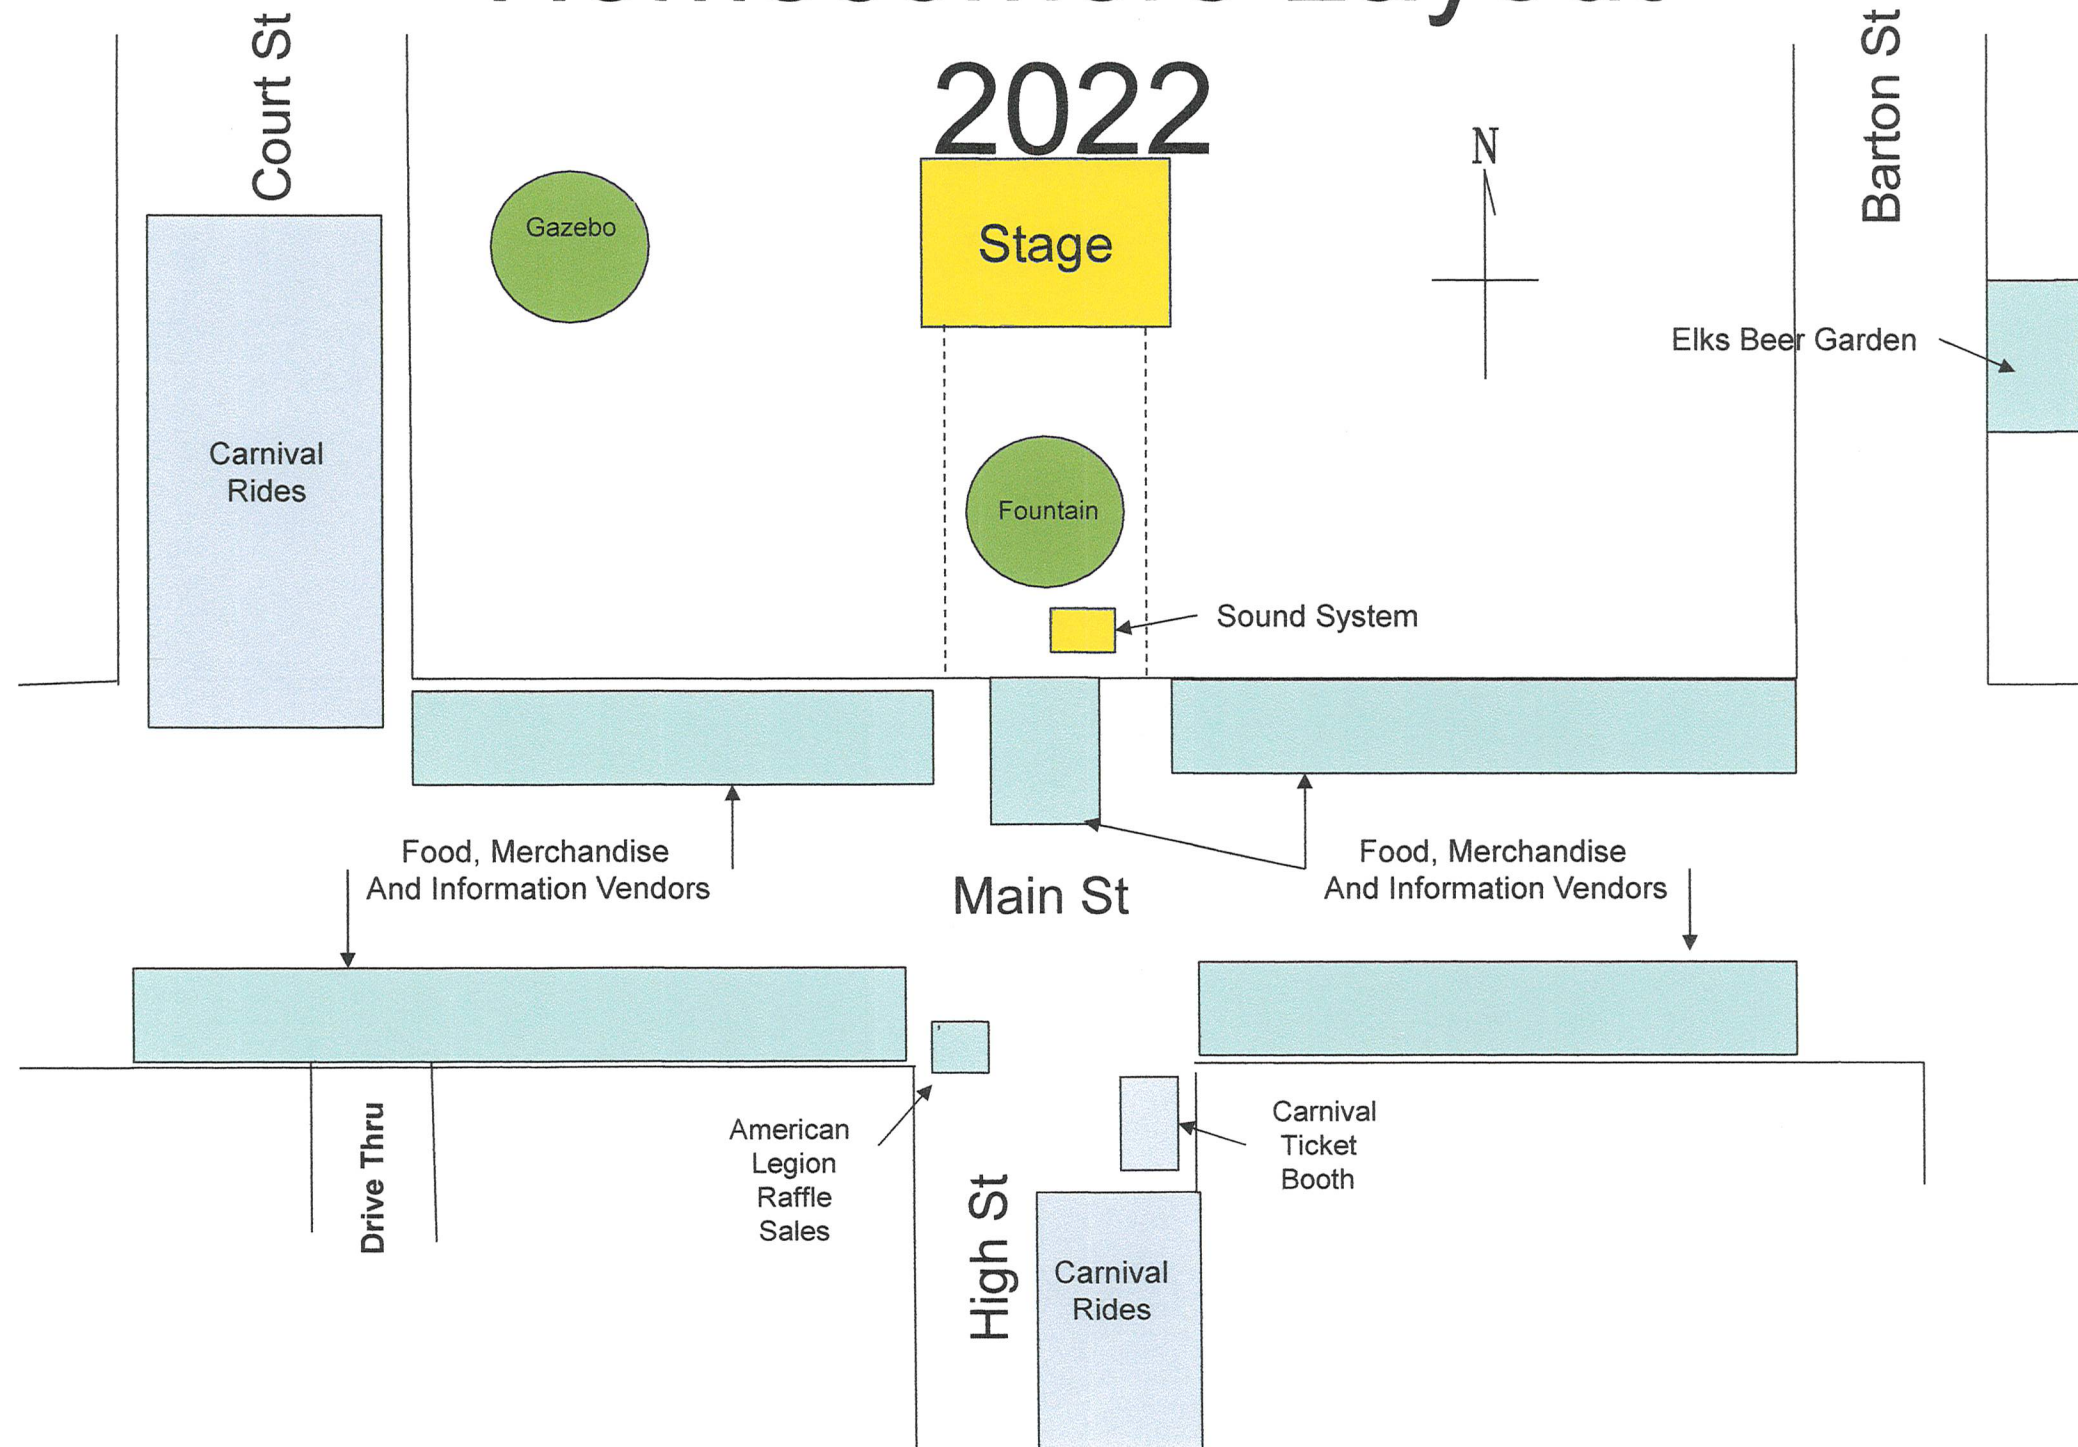 Layout
2022
Court St
Barton St
N
Gazebo
Stage
Elks Beer Garden
Carnival
Rides
Fountain
Sound System
Food, Merchandise
And Information Vendors
Food, Merchandise
And Information Vendors
Main St
American
Legion
Raffle
Sales
Carnival
Ticket
Booth
Drive Thru
High St
Carnival
Rides